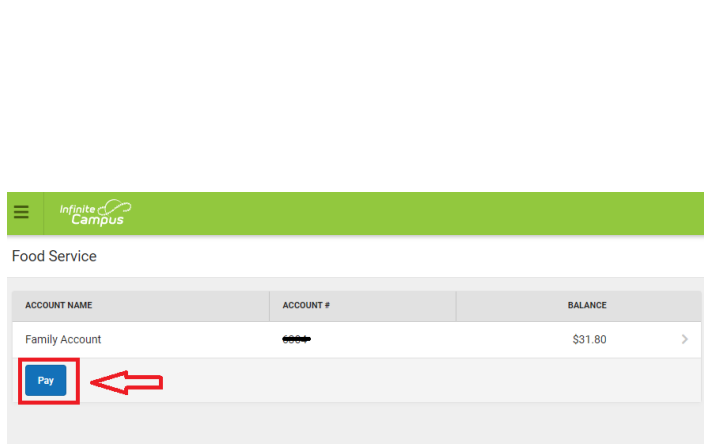 Infinite
Campus
Food Service
ACCOUNT NAME ACCOUNT # BALANCE
Family Account $31.80
Pay